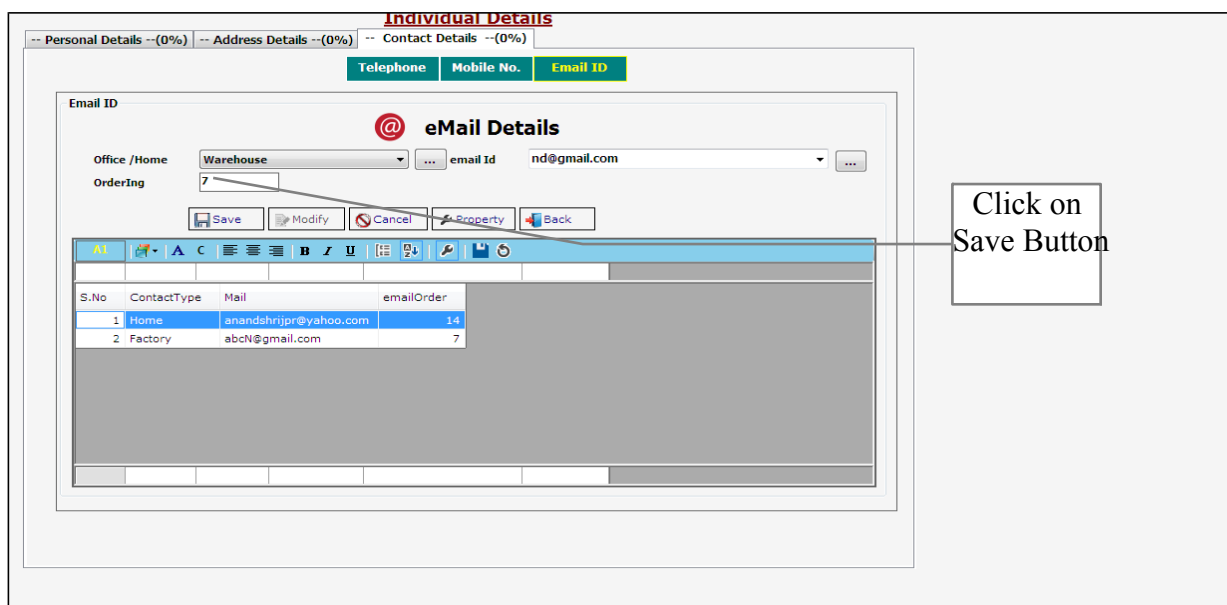 Individual Details
-- Personal Details --(0%) -- Address Details --(0%) -- Contact Details --(0%)
Telephone Mobile No. Email ID
Email ID
@ eMail Details
Office /Home Warehouse ... email Id nd@gmail.com ...
OrderIng 7
Click on
Save Button
Save Modify Cancel Property Back
A1 A C B I U
S.No ContactType Mail emailOrder
1 Home anandshrijpr@yahoo.com 14
2 Factory abcN@gmail.com 7